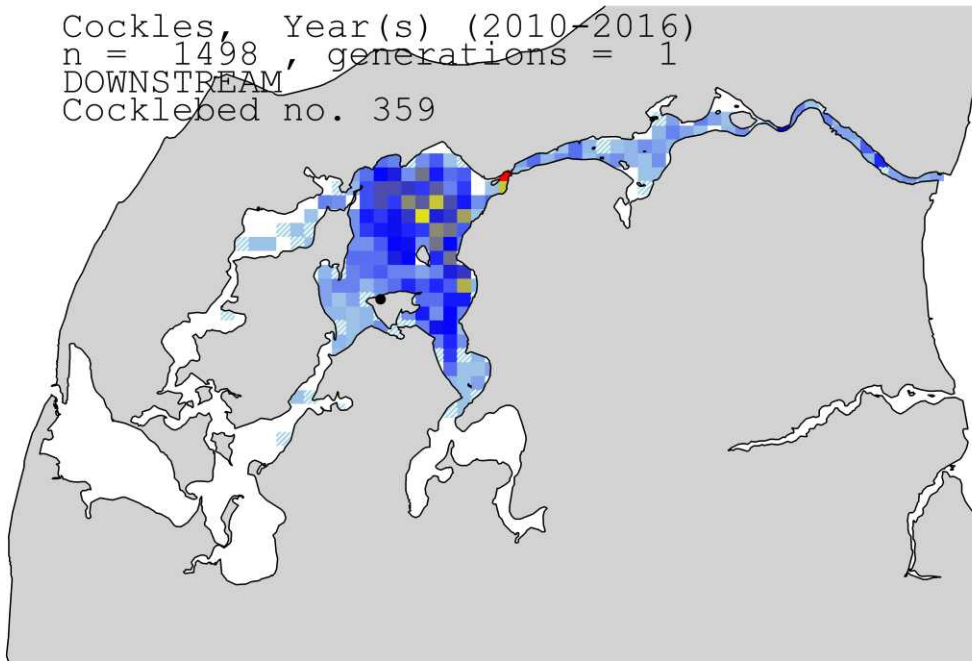 Cockles, Year(s) (2010-2016)
n = 1498 , generations = 1
DOWNSTREAM
Cocklebed no. 359